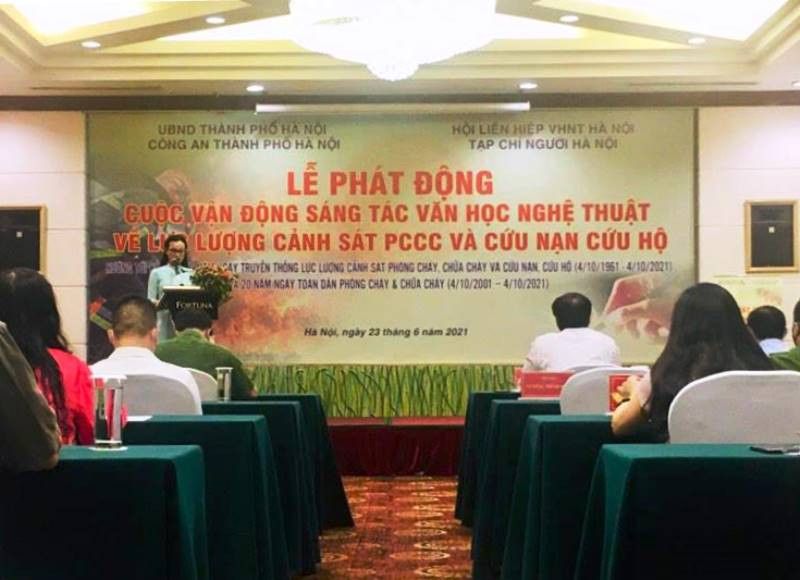 UBND THÀNH PHỐ HÀ NỘI
CÔNG AN THÀNH PHỐ HÀ NỘI
HỘI LIÊN HIỆP VHNT HÀ NỘI
TẠP CHÍ NGƯỜI HÀ NỘI
LỄ PHÁT ĐỘNG
CUỘC VẬN ĐỘNG SÁNG TÁC VĂN HỌC NGHỆ THUẬT
VỀ LỰC LƯỢNG CẢNH SÁT PCCC VÀ CỨU NẠN CỨU HỘ
HƯỚNG TỚI NGÀY TRUYỀN THỐNG LỰC LƯỢNG CẢNH SÁT PHÒNG CHÁY, CHỮA CHÁY VÀ CỨU NẠN, CỨU HỘ (4/10/1961 - 4/10/2021)
20 NĂM NGÀY TOÀN DÂN PHÒNG CHÁY & CHỮA CHÁY (4/10/2001 – 4/10/2021)
Hà Nội, ngày 23 tháng 6 năm 2021
FORTUNA